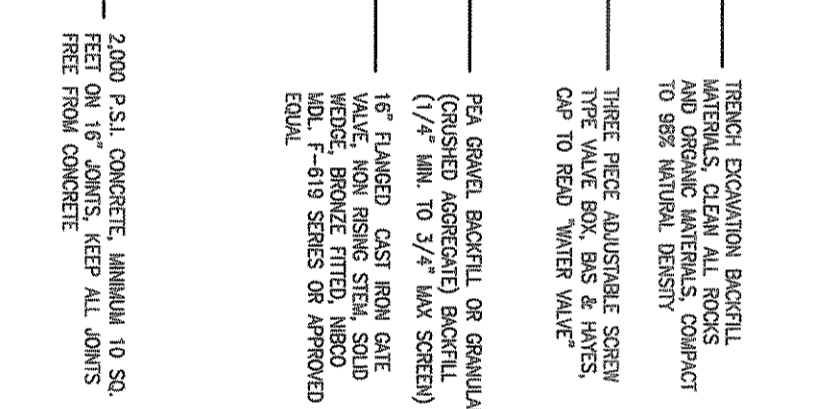 TRENCH EXCAVATION BACKFILL
MATERIALS, CLEAN ALL ROCKS
AND ORGANIC MATERIALS, COMPACT
TO 98% NATURAL DENSITY
THREE PIECE ADJUSTABLE SCREW
TYPE VALVE BOX, BAS & HAYES,
CAP TO READ "WATER VALVE"
PEA GRAVEL BACKFILL OR GRANULA
(CRUSHED AGGREGATE) BACKFILL
(1/4" MIN. TO 3/4" MAX SCREEN)
16" FLANGED CAST IRON GATE
VALVE, NON RISING STEM, SOLID
WEDGE, BRONZE FITTED, NIBCO
MDL. F-619 SERIES OR APPROVED
EQUAL
2,000 P.S.I. CONCRETE, MINIMUM 10 SQ.
FEET ON 16" JOINTS, KEEP ALL JOINTS
FREE FROM CONCRETE